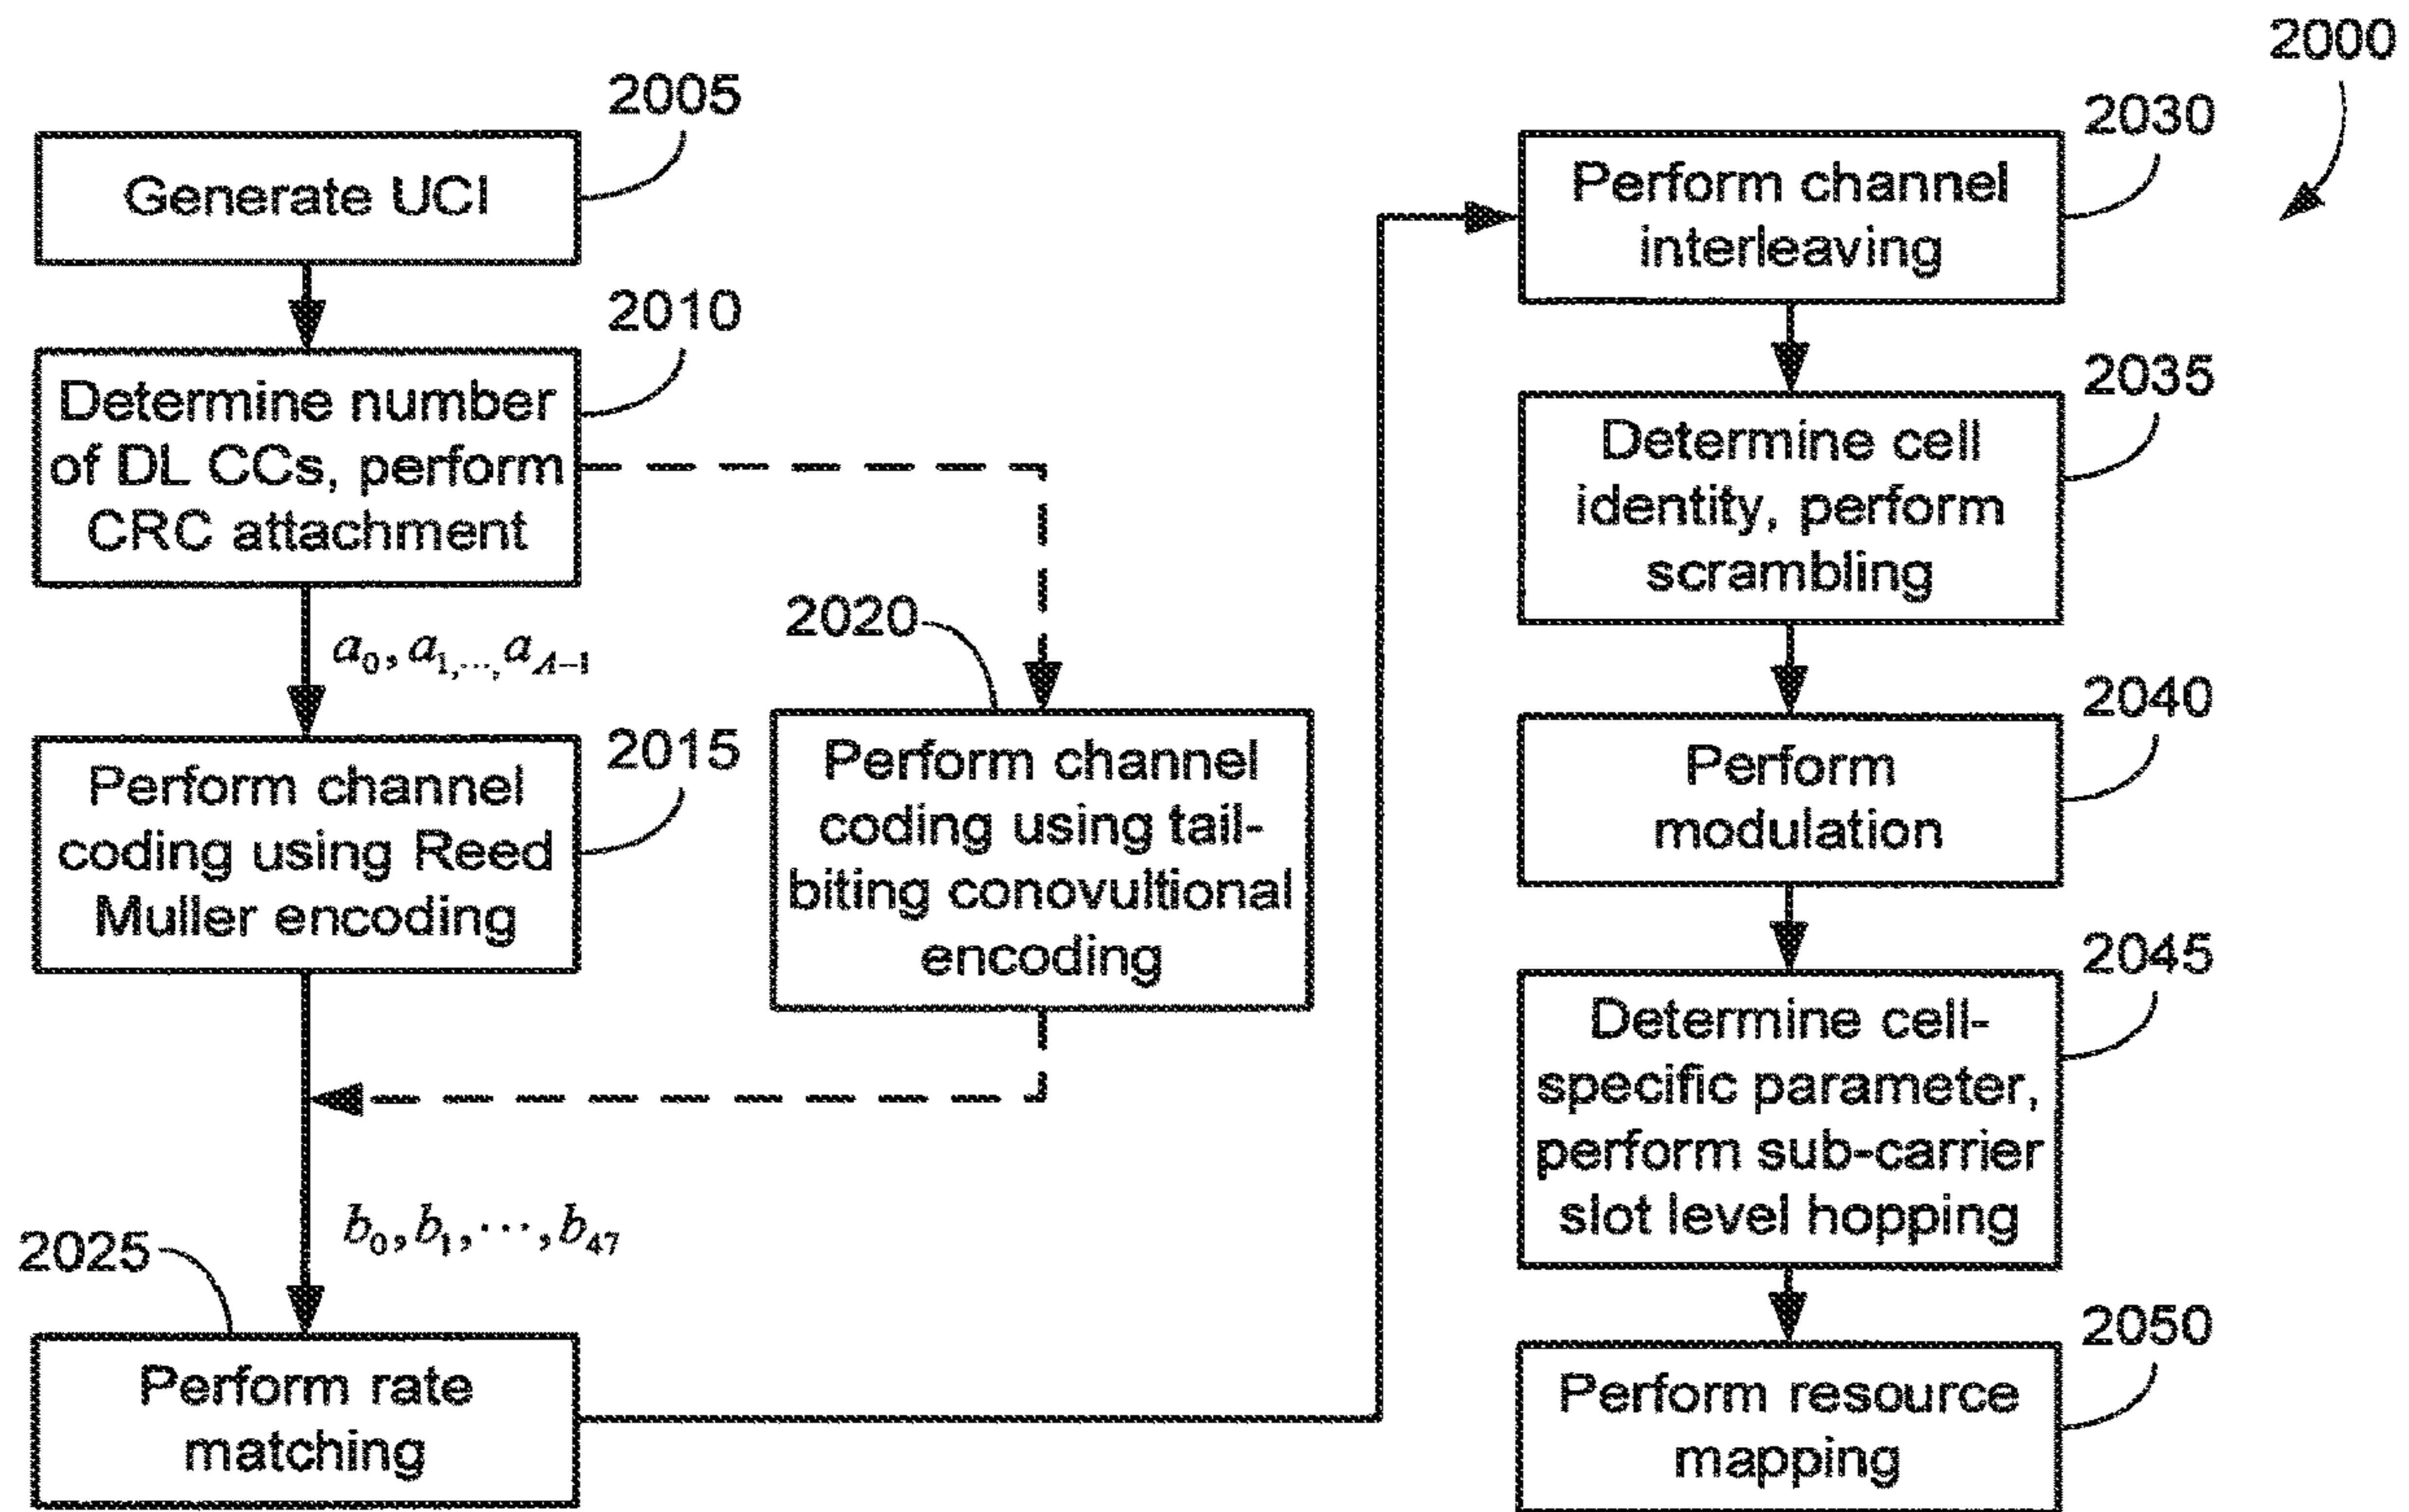 2000
2005
Generate UCI
2010
Determine number
of DL CCs, perform
CRC attachment
a₀, a₁,...,a_A-1
2015
Perform channel
coding using Reed
Muller encoding
2020
Perform channel
coding using tail-
biting conovultional
encoding
b₀, b₁, ..., b₄₇
2025
Perform rate
matching
2030
Perform channel
interleaving
2035
Determine cell
identity, perform
scrambling
2040
Perform
modulation
2045
Determine cell-
specific parameter,
perform sub-carrier
slot level hopping
2050
Perform resource
mapping